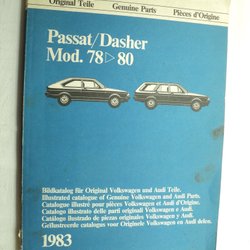 Original Teile Genuine Parts Pièces d'Origine
Passat/Dasher
Mod. 78▷80
Bildkatalog für Original Volkswagen und Audi Teile.
Illustrated catalogue of Genuine Volkswagen and Audi Parts.
Catalogue illustré pour pièces Volkswagen et Audi d'Origine.
Catalogo illustrato delle parti originali Volkswagen e Audi.
Catálogo ilustrado de piezas originales Volkswagen y Audi.
Geïllustreerde catalogus voor Originele Volkswagen en Audi delen.
1983